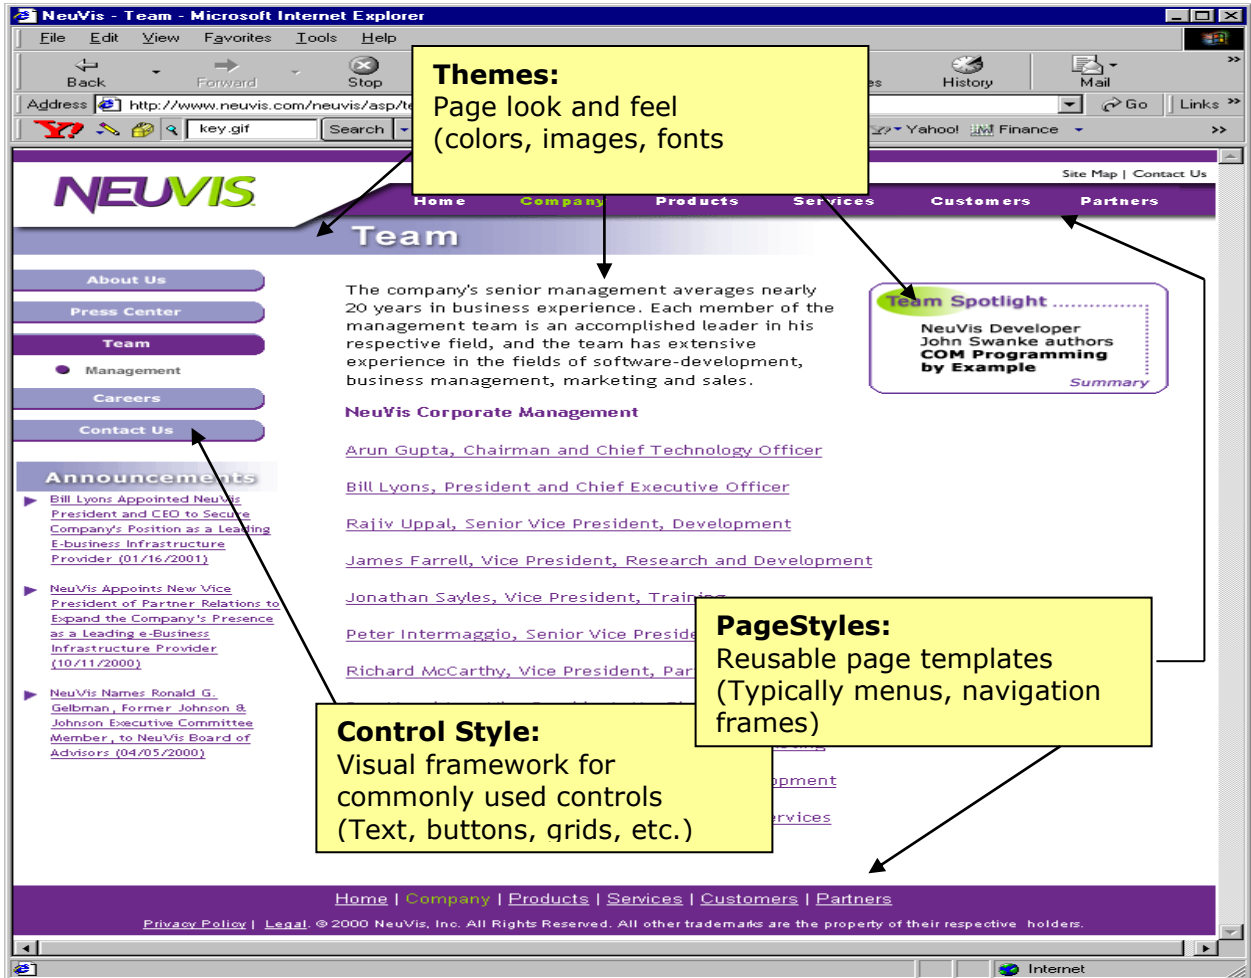 NeuVis - Team - Microsoft Internet Explorer
File Edit View Favorites Tools Help
Back Forward Stop History Mail
Address http://www.neuvis.com/neuvis/asp/te Go Links
Y? key.gif Search Yahoo! Finance
Themes:
Page look and feel
(colors, images, fonts
Site Map | Contact Us
NEUVIS
Home Company Products Services Customers Partners
Team
About Us
Press Center
Team
Management
Careers
Contact Us
The company's senior management averages nearly
20 years in business experience. Each member of the
management team is an accomplished leader in his
respective field, and the team has extensive
experience in the fields of software-development,
business management, marketing and sales.
Team Spotlight
NeuVis Developer
John Swanke authors
COM Programming
by Example
Summary
NeuVis Corporate Management
Arun Gupta, Chairman and Chief Technology Officer
Bill Lyons, President and Chief Executive Officer
Rajiv Uppal, Senior Vice President, Development
James Farrell, Vice President, Research and Development
Jonathan Sayles, Vice President, Training
Peter Intermaggio, Senior Vice
Richard McCarthy, Vice President,
Announcements
Bill Lyons Appointed NeuVis
President and CEO to Secure
Company's Position as a Leading
E-business Infrastructure
Provider (01/16/2001)
NeuVis Appoints New Vice
President of Partner Relations to
Expand the Company's Presence
as a Leading e-Business
Infrastructure Provider
(10/11/2000)
NeuVis Names Ronald G.
Gelbman, Former Johnson &
Johnson Executive Committee
Member, to NeuVis Board of
Advisors (04/05/2000)
PageStyles:
Reusable page templates
(Typically menus, navigation
frames)
Control Style:
Visual framework for
commonly used controls
(Text, buttons, grids, etc.)
Home | Company | Products | Services | Customers | Partners
Privacy Policy | Legal. © 2000 NeuVis, Inc. All Rights Reserved. All other trademarks are the property of their respective holders.
Internet